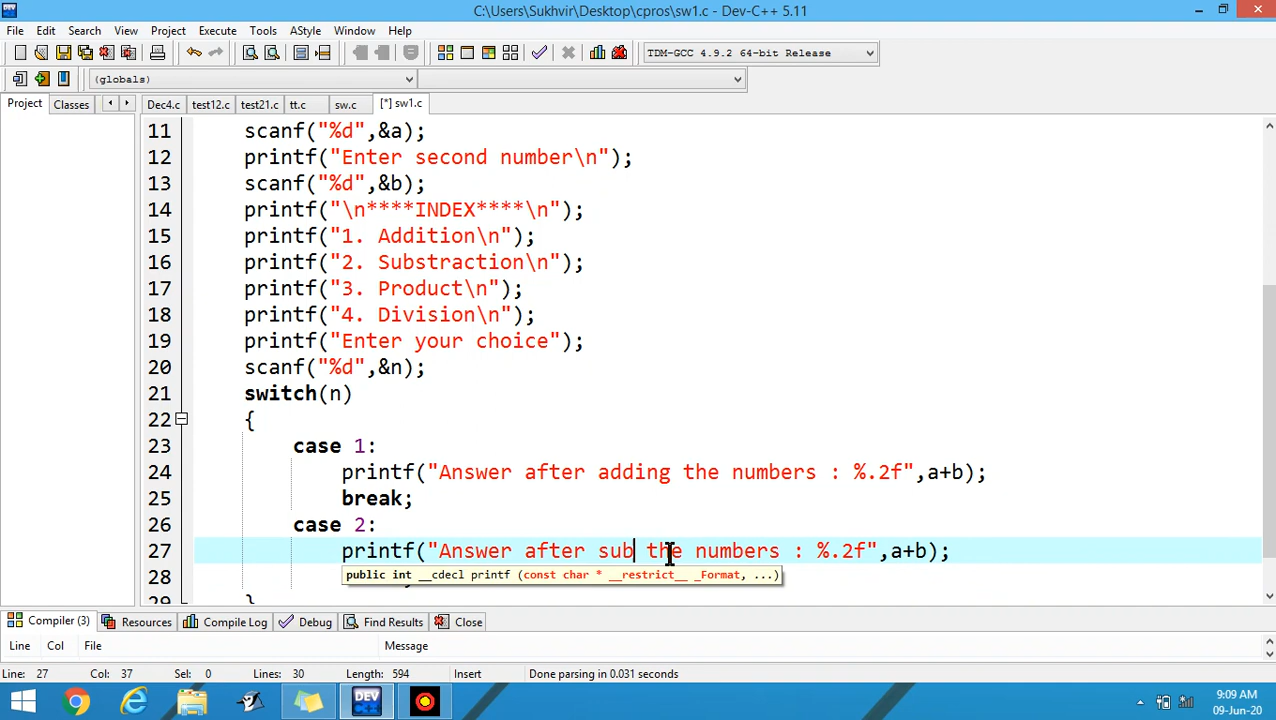 C:\Users\Sukhvir\Desktop\cpros\sw1.c - Dev-C++ 5.11
File Edit Search View Project Execute Tools AStyle Window Help
TDM-GCC 4.9.2 64-bit Release
(globals)
Project Classes Dec4.c test12.c test21.c tt.c sw.c [*] sw1.c
11 scanf("%d",&a);
12 printf("Enter second number\n");
13 scanf("%d",&b);
14 printf("\n****INDEX****\n");
15 printf("1. Addition\n");
16 printf("2. Substraction\n");
17 printf("3. Product\n");
18 printf("4. Division\n");
19 printf("Enter your choice");
20 scanf("%d",&n);
21 switch(n)
22 {
23 case 1:
24 printf("Answer after adding the numbers : %.2f",a+b);
25 break;
26 case 2:
27 printf("Answer after sub the numbers : %.2f",a+b);
public int __cdecl printf (const char * __restrict__ _Format, ...)
28
29 }
Compiler (3) Resources Compile Log Debug Find Results Close
Line Col File Message
Line: 27 Col: 37 Sel: 0 Lines: 30 Length: 594 Insert Done parsing in 0.031 seconds
DEV
9:09 AM
09-Jun-20